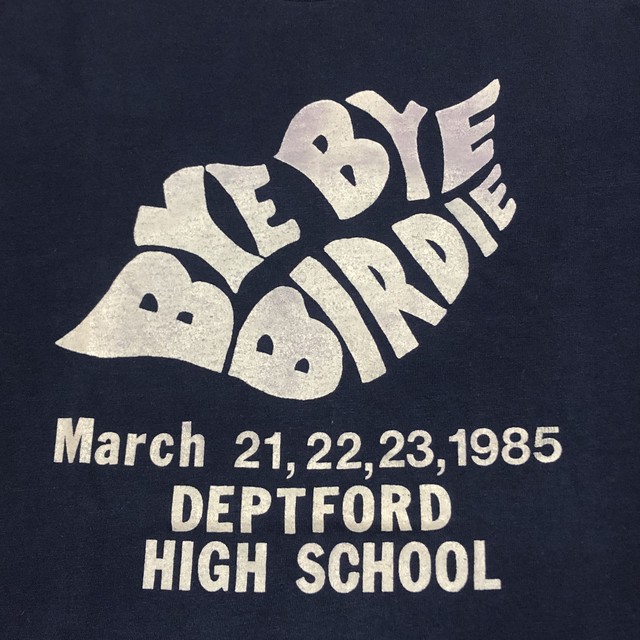 BYE BYE
BIRDIE
March 21, 22, 23, 1985
DEPTFORD
HIGH SCHOOL